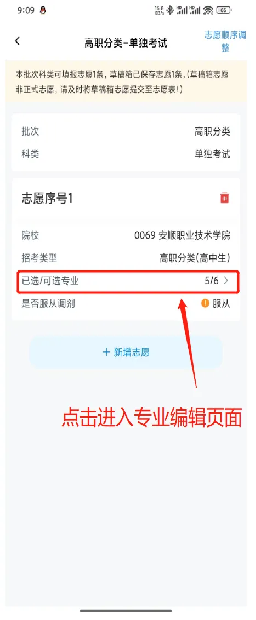 9:09
高职分类-单独考试
志愿顺序调
整
本批次科类可填报志愿1条,草稿箱已保存志愿1条,(草稿箱志愿
非正式志愿,请及时将草稿箱志愿提交至志愿表!)
批次 高职分类
科类 单独考试
志愿序号1
院校 0069 安顺职业技术学院
招考类型 高职分类(高中生)
已选/可选专业 5/6 >
是否服从调剂 服从
+ 新增志愿
点击进入专业编辑页面